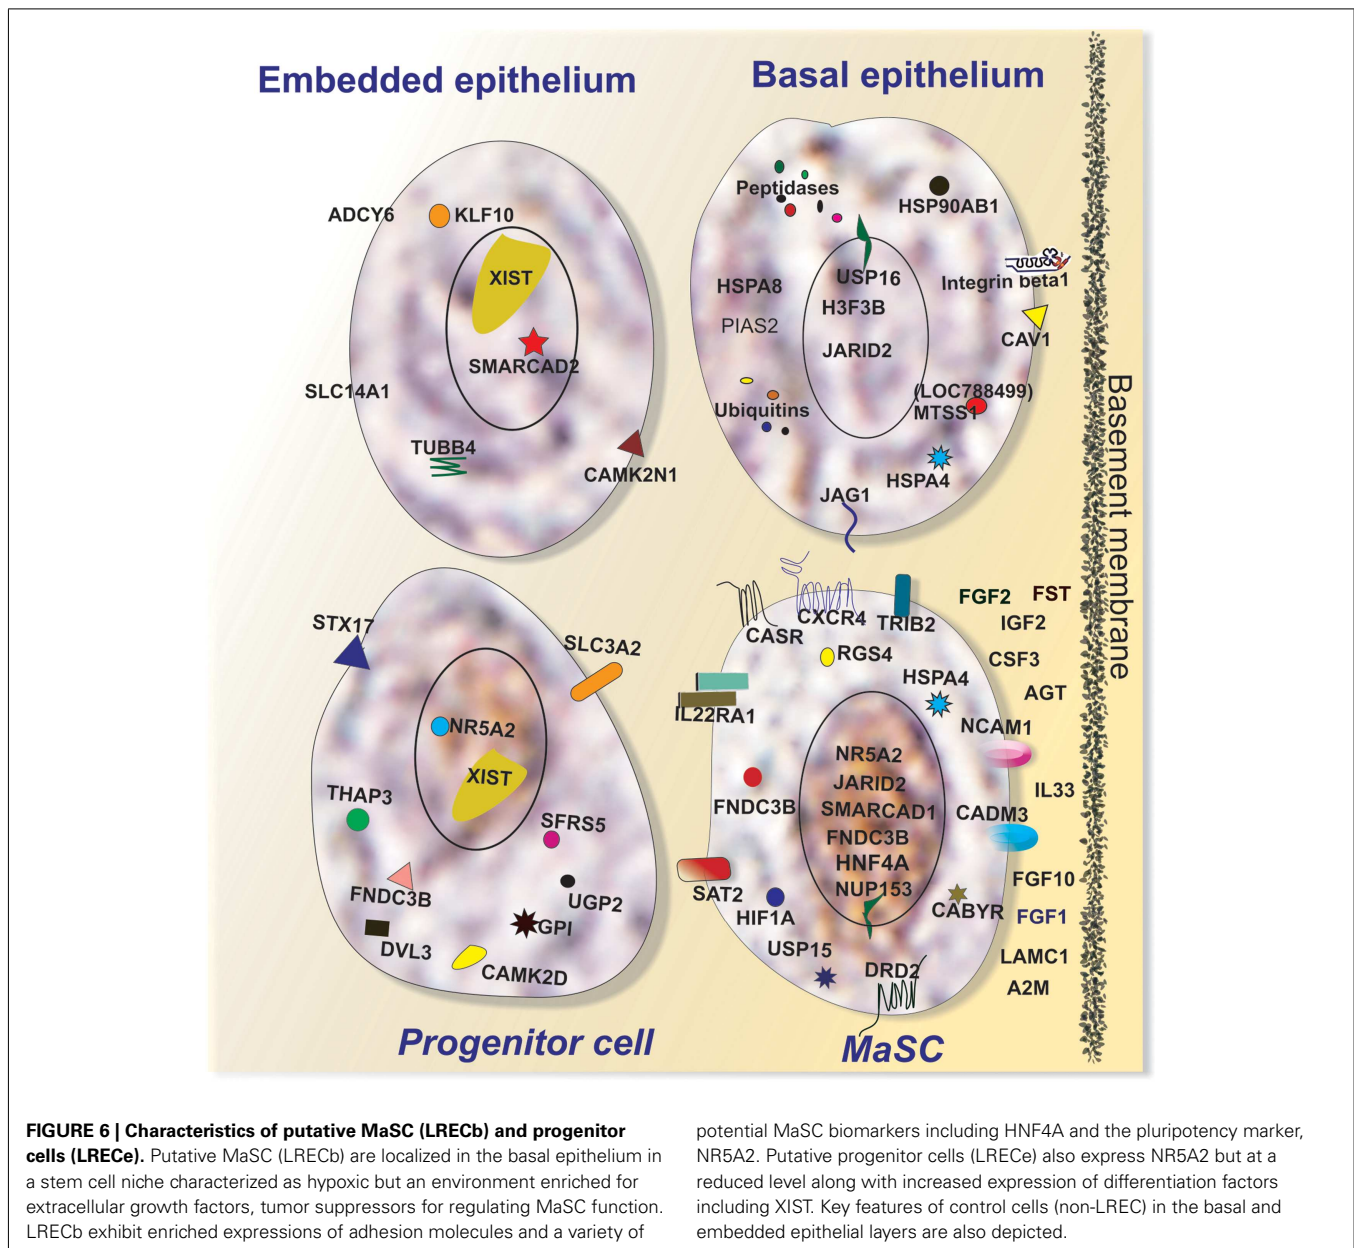 Embedded epithelium
Basal epithelium
ADCY6
KLF10
XIST
SMARCAD2
SLC14A1
TUBB4
CAMK2N1
Peptidases
HSP90AB1
USP16
Integrin beta1
HSPA8
H3F3B
PIAS2
CAV1
JARID2
(LOC788499)
Ubiquitins
MTSS1
HSPA4
JAG1
Basement membrane
STX17
SLC3A2
NR5A2
XIST
THAP3
SFRS5
FNDC3B
UGP2
GPI
DVL3
CAMK2D
Progenitor cell
CASR
CXCR4
TRIB2
FGF2
FST
IGF2
RGS4
CSF3
HSPA4
AGT
IL22RA1
NCAM1
NR5A2
JARID2
IL33
FNDC3B
SMARCAD1
CADM3
FNDC3B
HNF4A
FGF10
SAT2
NUP153
HIF1A
CABYR
FGF1
USP15
LAMC1
DRD2
A2M
MaSC
FIGURE 6 | Characteristics of putative MaSC (LRECb) and progenitor
cells (LRECe). Putative MaSC (LRECb) are localized in the basal epithelium in
a stem cell niche characterized as hypoxic but an environment enriched for
extracellular growth factors, tumor suppressors for regulating MaSC function.
LRECb exhibit enriched expressions of adhesion molecules and a variety of
potential MaSC biomarkers including HNF4A and the pluripotency marker,
NR5A2. Putative progenitor cells (LRECe) also express NR5A2 but at a
reduced level along with increased expression of differentiation factors
including XIST. Key features of control cells (non-LREC) in the basal and
embedded epithelial layers are also depicted.